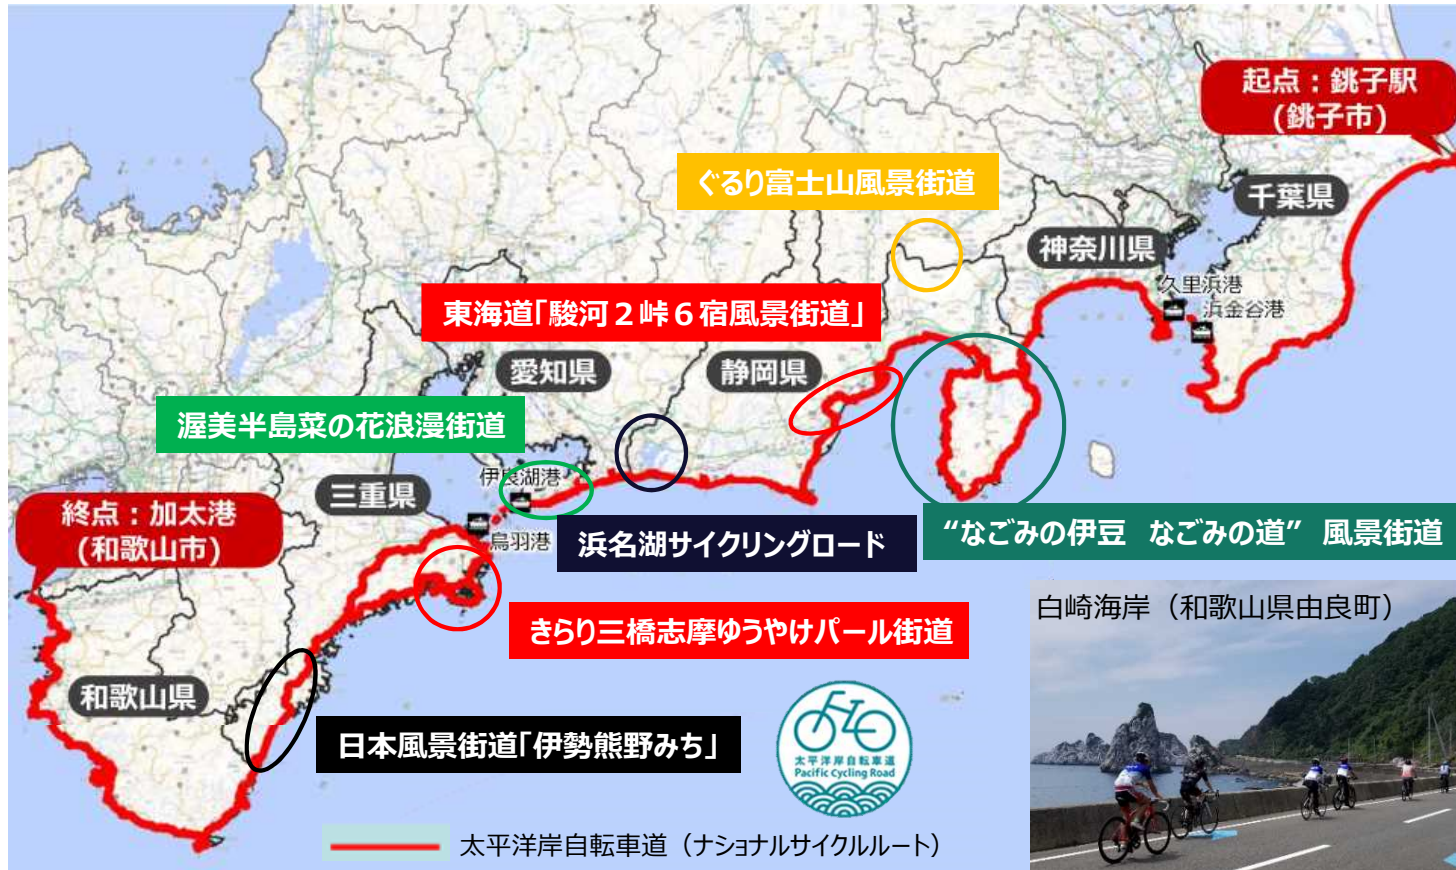 起点：銚子駅
(銚子市)
ぐるり富士山風景街道
千葉県
神奈川県
久里浜港
浜金谷港
東海道「駿河２峠６宿風景街道」
愛知県
静岡県
渥美半島菜の花浪漫街道
伊良湖港
三重県
終点：加太港
(和歌山市)
鳥羽港
浜名湖サイクリングロード
“なごみの伊豆　なごみの道”　風景街道
きらり三橋志摩ゆうやけパール街道
白崎海岸（和歌山県由良町）
和歌山県
日本風景街道「伊勢熊野みち」
太平洋岸自転車道
Pacific Cycling Road
太平洋岸自転車道（ナショナルサイクルルート）